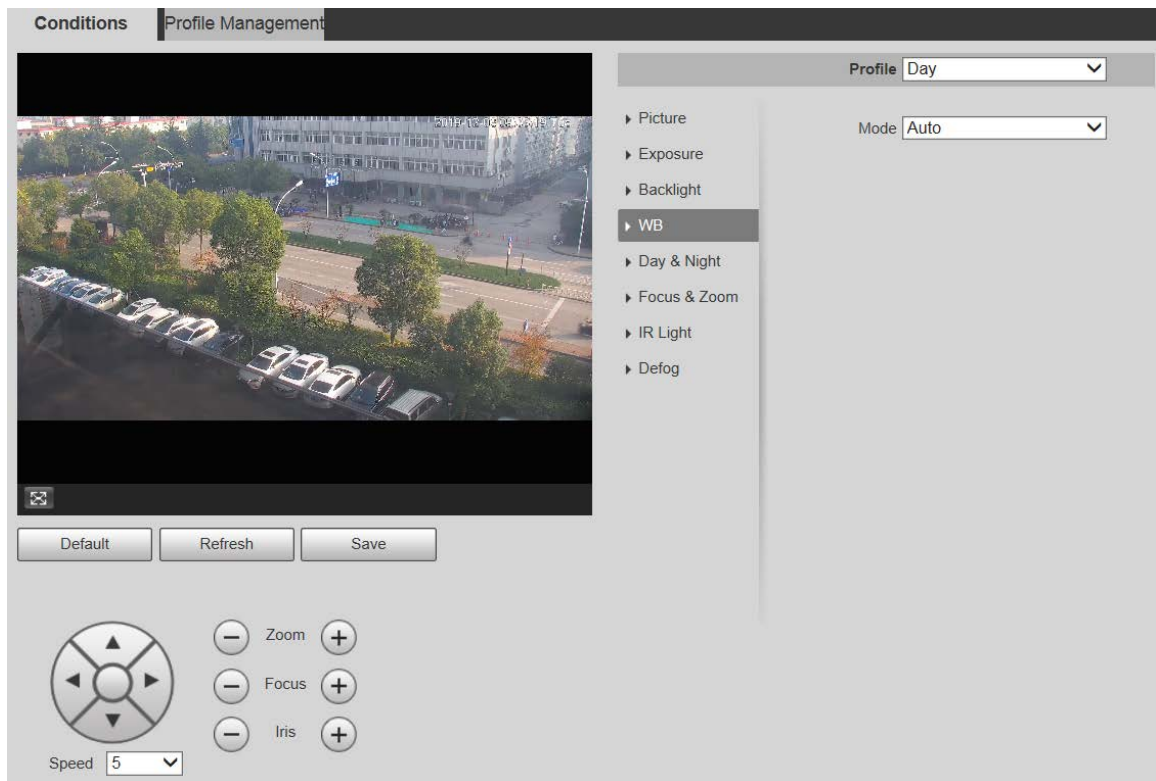 Conditions
Profile Management
Profile Day
Picture
Mode Auto
Exposure
Backlight
WB
Day & Night
Focus & Zoom
IR Light
Defog
Default Refresh Save
Zoom
Focus
Iris
Speed 5